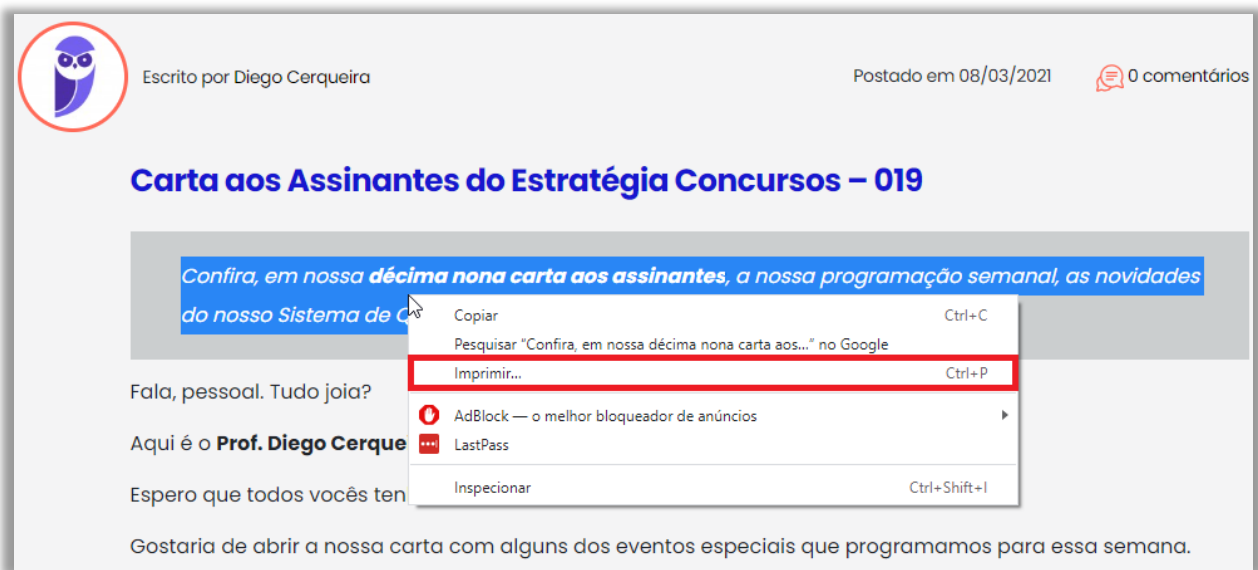 Escrito por Diego Cerqueira
Postado em 08/03/2021
0 comentários
Carta aos Assinantes do Estratégia Concursos – 019
Confira, em nossa décima nona carta aos assinantes, a nossa programação semanal, as novidades
do nosso Sistema de
Copiar Ctrl+C
Pesquisar “Confira, em nossa décima nona carta aos...” no Google
Imprimir... Ctrl+P
AdBlock — o melhor bloqueador de anúncios
LastPass
Inspecionar Ctrl+Shift+I
Fala, pessoal. Tudo joia?
Aqui é o Prof. Diego Cerque
Espero que todos vocês ten
Gostaria de abrir a nossa carta com alguns dos eventos especiais que programamos para essa semana.